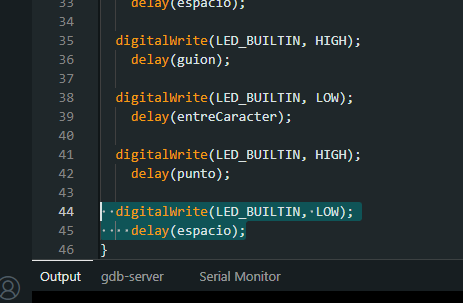 33 delay(espacio);
34
35 digitalWrite(LED_BUILTIN, HIGH);
36 delay(guion);
37
38 digitalWrite(LED_BUILTIN, LOW);
39 delay(entreCaracter);
40
41 digitalWrite(LED_BUILTIN, HIGH);
42 delay(punto);
43
44 digitalWrite(LED_BUILTIN, LOW);
45 delay(espacio);
46 }
Output gdb-server Serial Monitor